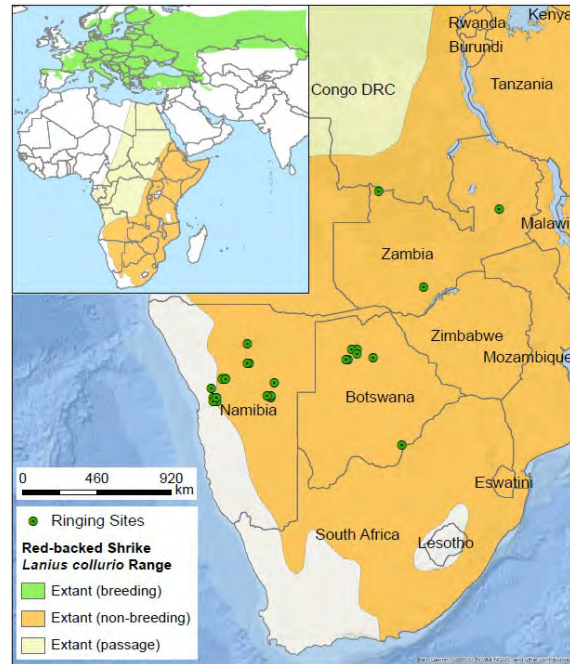 Rwanda
Kenya
Burundi
Congo DRC
Tanzania
Malawi
Zambia
Zimbabwe
Mozambique
Namibia
Botswana
Eswatini
South Africa
Lesotho
0 460 920
km
Ringing Sites
Red-backed Shrike
Lanius collurio Range
Extant (breeding)
Extant (non-breeding)
Extant (passage)